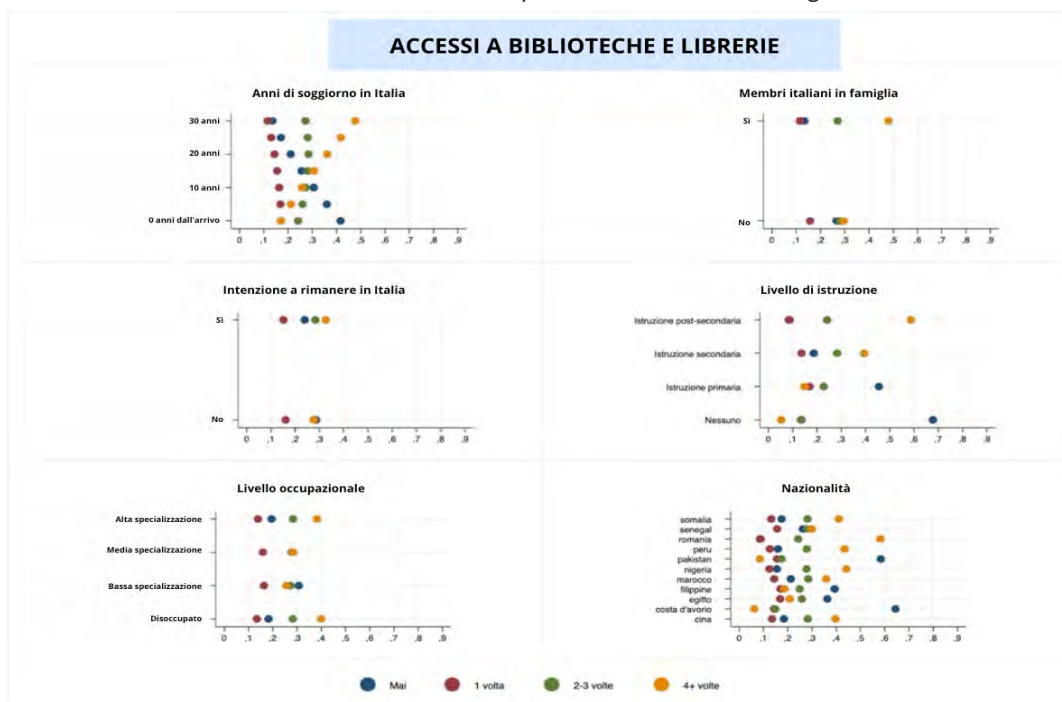 ACCESSI A BIBLIOTECHE E LIBRERIE
Anni di soggiorno in Italia
30 anni
20 anni
10 anni
0 anni dall'arrivo
0 .1 .2 .3 .4 .5 .6 .7 .8 .9
Membri italiani in famiglia
Sì
No
0 .1 .2 .3 .4 .5 .6 .7 .8 .9
Intenzione a rimanere in Italia
Sì
No
0 .1 .2 .3 .4 .5 .6 .7 .8 .9
Livello di istruzione
Istruzione post-secondaria
Istruzione secondaria
Istruzione primaria
Nessuno
0 .1 .2 .3 .4 .5 .6 .7 .8 .9
Livello occupazionale
Alta specializzazione
Media specializzazione
Bassa specializzazione
Disoccupato
0 .1 .2 .3 .4 .5 .6 .7 .8 .9
Nazionalità
somalia
senegal
romania
peru
pakistan
nigeria
marocco
filippine
egitto
costa d'avorio
cina
0 .1 .2 .3 .4 .5 .6 .7 .8 .9
Mai 1 volta 2-3 volte 4+ volte